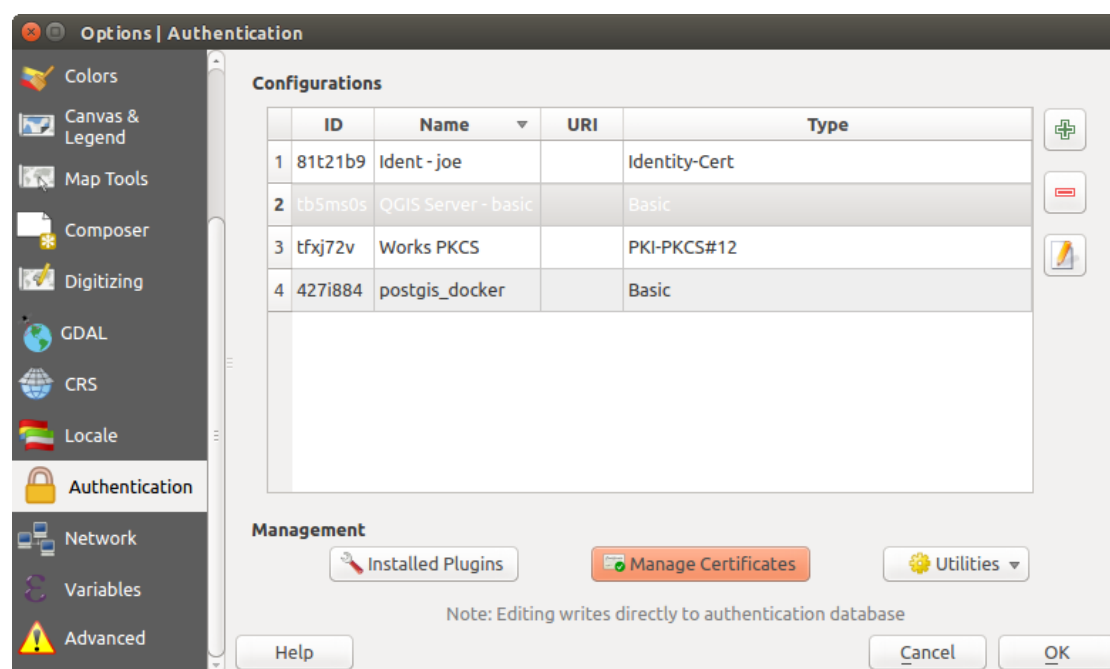 Options | Authentication
Colors
Canvas &
Legend
Map Tools
Composer
Digitizing
GDAL
CRS
Locale
Authentication
Network
Variables
Advanced
Configurations
ID Name URI Type
1 81t21b9 Ident - joe Identity-Cert
2 tb5ms0s QGIS Server - basic Basic
3 tfxj72v Works PKCS PKI-PKCS#12
4 427i884 postgis_docker Basic
Management
Installed Plugins Manage Certificates Utilities
Note: Editing writes directly to authentication database
Help Cancel OK